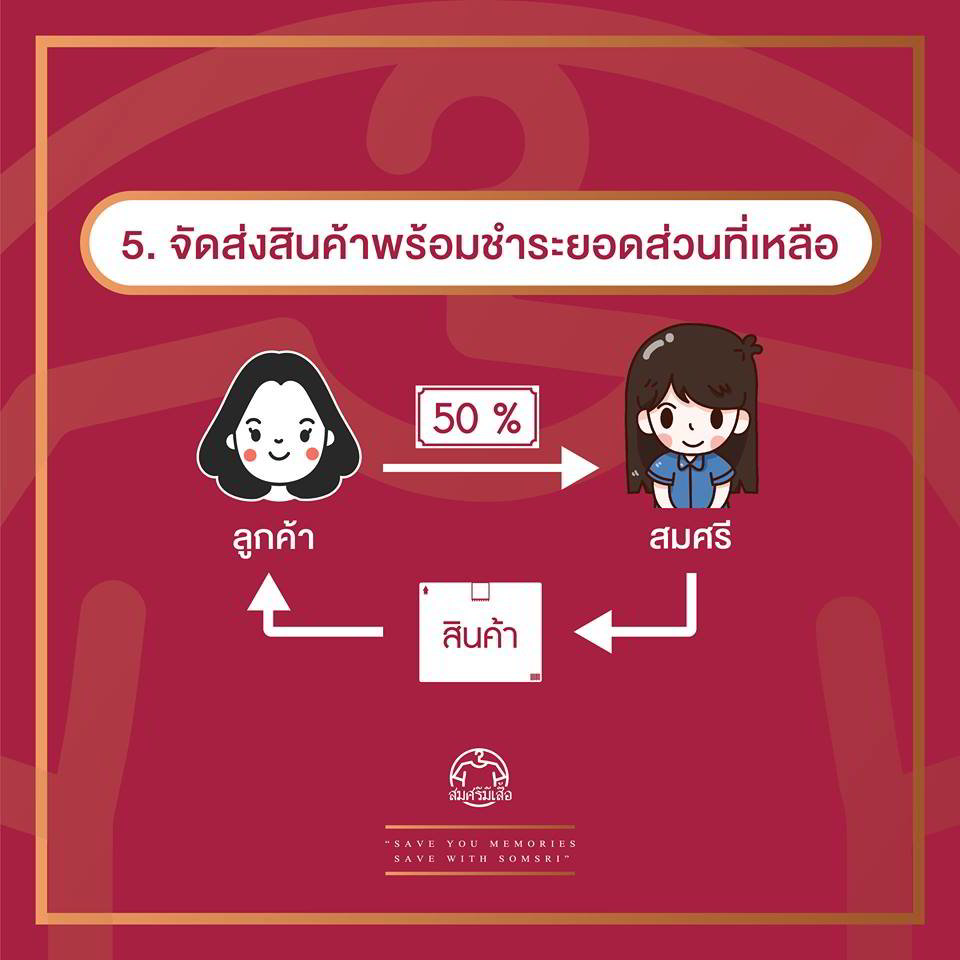 5. จัดส่งสินค้าพร้อมชำระยอดส่วนที่เหลือ
50 %
ลูกค้า
สมศรี
สินค้า
สมศรีมีเสื้อ
“SAVE YOU MEMORIES
SAVE WITH SOMSRI”